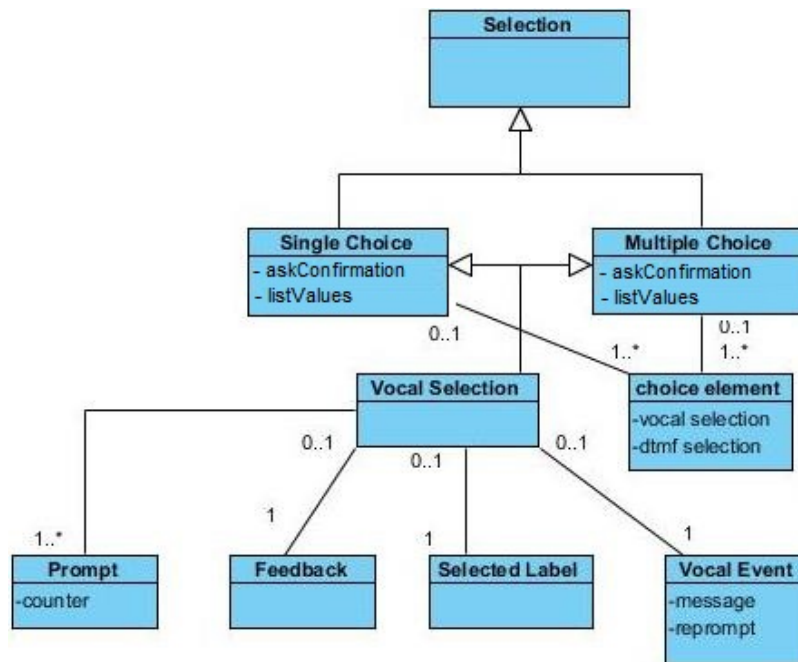 Selection
Single Choice
- askConfirmation
- listValues
Multiple Choice
- askConfirmation
- listValues
0..1
0..1
1..*
1..*
Vocal Selection
choice element
-vocal selection
-dtmf selection
0..1
0..1
0..1
1..*
1
1
1
Prompt
-counter
Feedback
Selected Label
Vocal Event
-message
-reprompt